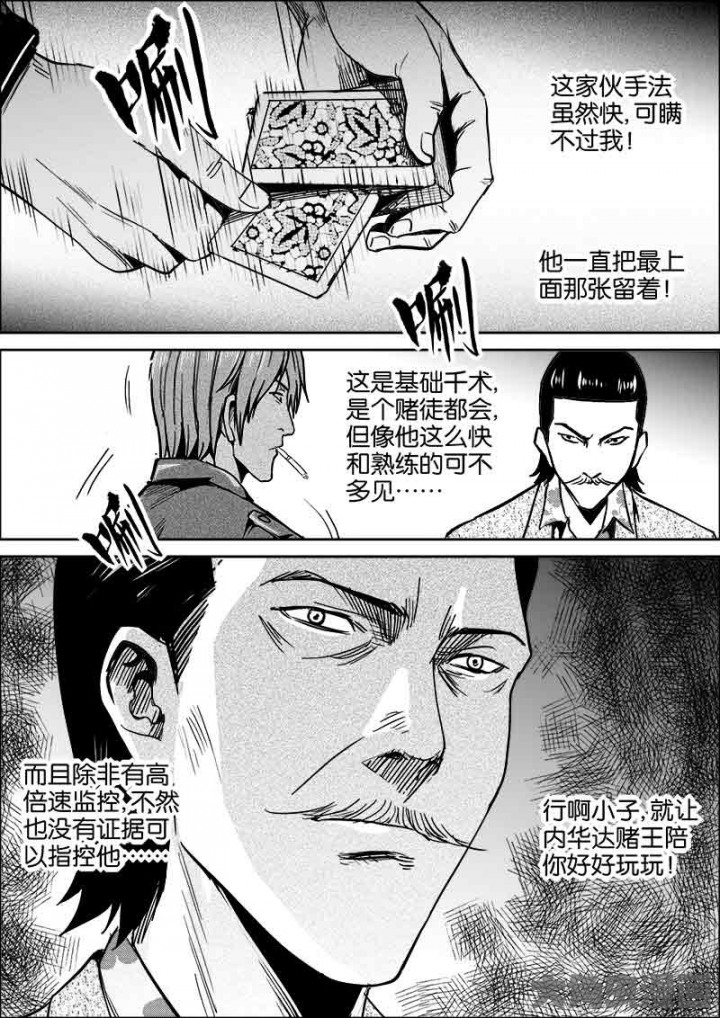 唰
这家伙手法
虽然快,可瞒
不过我!
他一直把最上
面那张留着!
唰
这是基础千术,
是个赌徒都会,
但像他这么快
和熟练的可不
多见……
唰
而且除非有高
倍速监控,不然
也没有证据可
以指控他……
行啊小子,就让
内华达赌王陪
你好好玩玩!